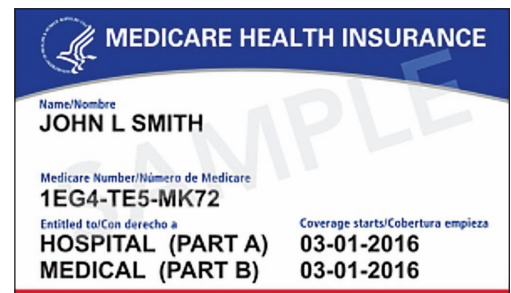 MEDICARE HEALTH INSURANCE
SAMPLE
Name/Nombre
JOHN L SMITH
Medicare Number/Número de Medicare
1EG4-TE5-MK72
Entitled to/Con derecho a Coverage starts/Cobertura empieza
HOSPITAL (PART A) 03-01-2016
MEDICAL (PART B) 03-01-2016